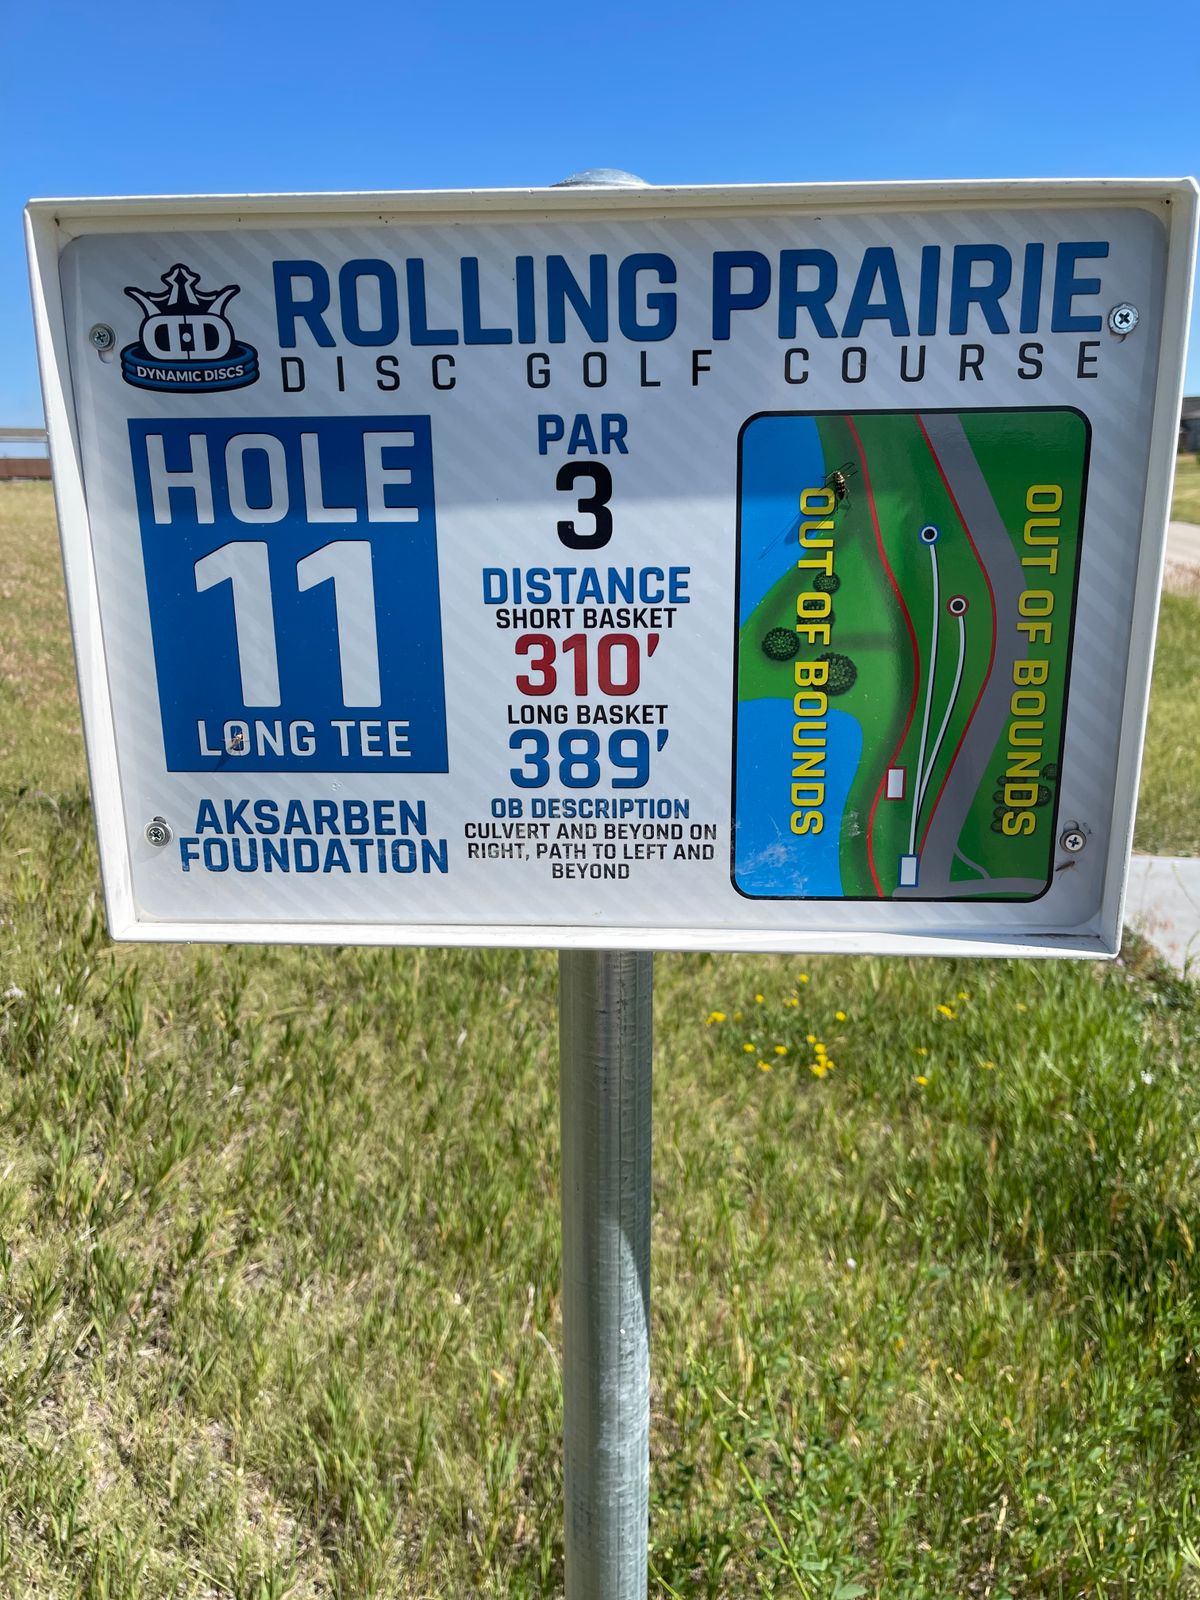 ROLLING PRAIRIE
DISC GOLF COURSE
DYNAMIC DISCS
HOLE
11
LONG TEE
AKSARBEN
FOUNDATION
PAR
3
DISTANCE
SHORT BASKET
310'
LONG BASKET
389'
OB DESCRIPTION
CULVERT AND BEYOND ON
RIGHT, PATH TO LEFT AND
BEYOND
OUT OF BOUNDS
OUT OF BOUNDS